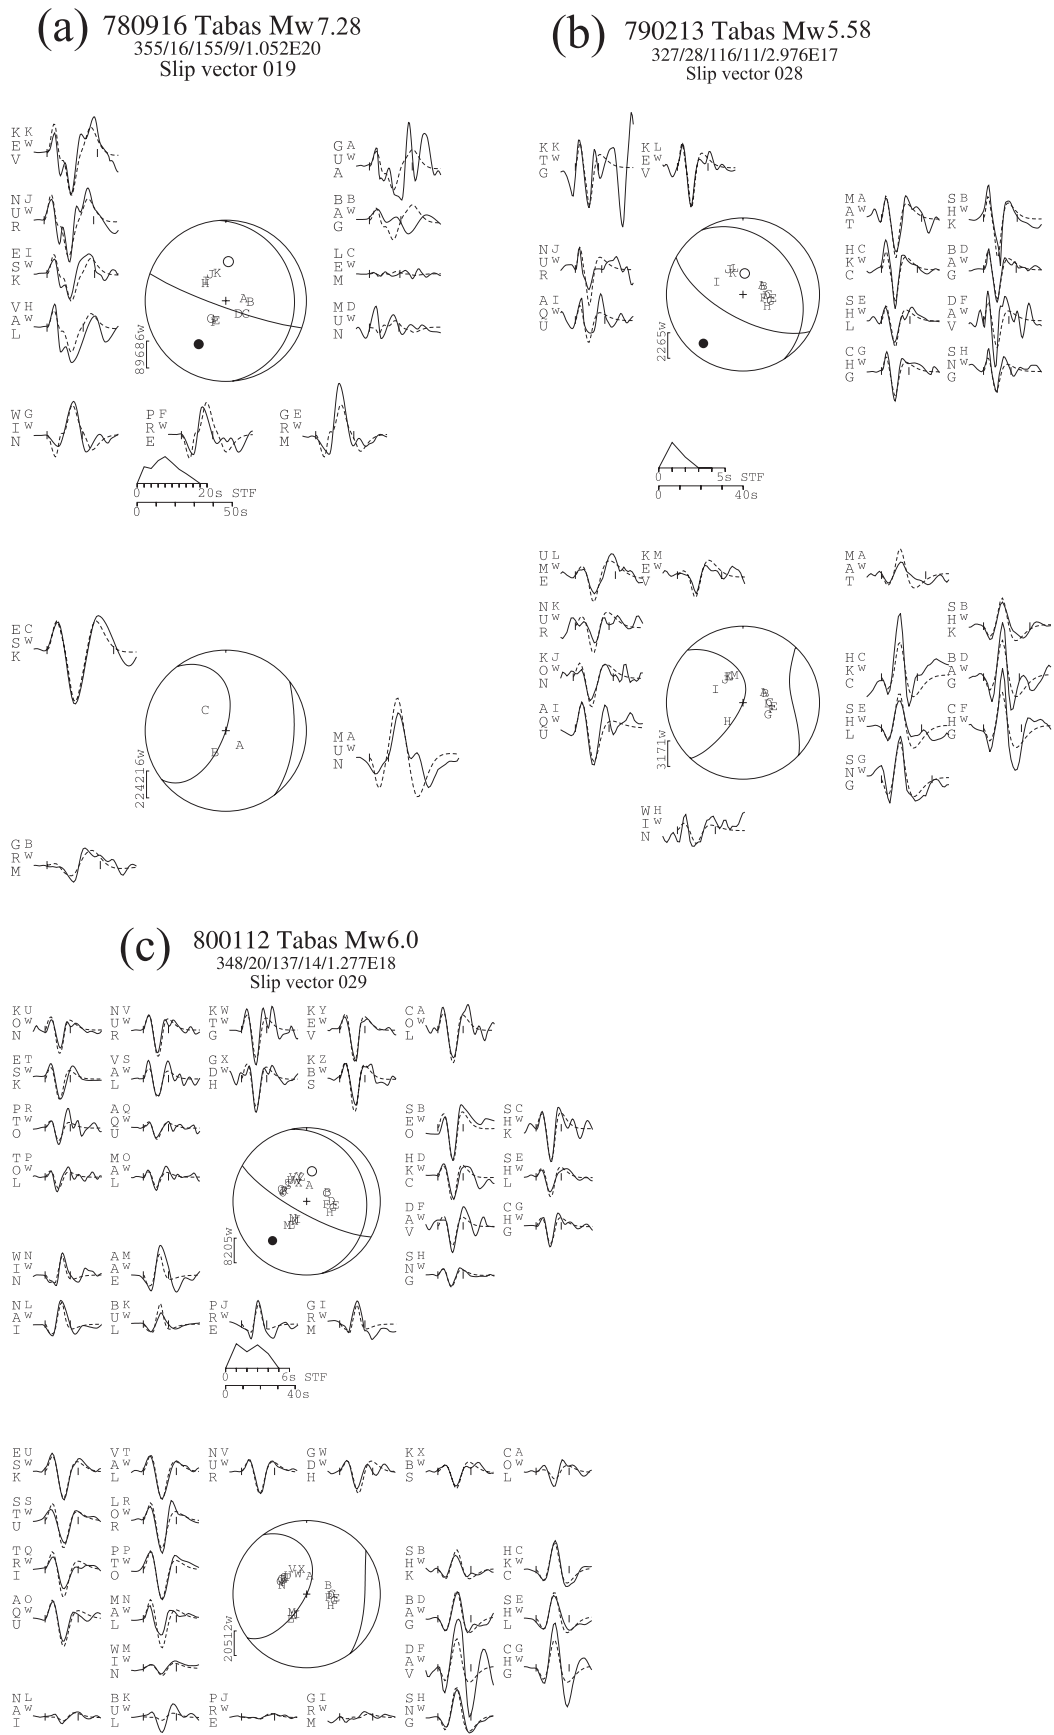 (a) 780916 Tabas Mw7.28
355/16/155/9/1.052E20
Slip vector 019
KEV K w
NUR J w
ESK I w
VAL H w
GUA A w
BAG B w
LEM C w
MUN D w
J K
H
A B
D C
G E
89686w
WIN G w
PRE F w
GRM E w
0 20s STF
0 50s
ESK C w
C
B A
MUN A w
224216w
GRM B w
(b) 790213 Tabas Mw5.58
327/28/116/11/2.976E17
Slip vector 028
KTG K w
KEV L w
NUR J w
AQU I w
MAT A w
SHK B w
HKC C w
BAG D w
SHL E w
DAV F w
CHG G w
SNG H w
2265w
0 5s STF
0 40s
UME L w
KEV M w
NUR K w
KON J w
AQU I w
MAT A w
SHK B w
HKC C w
BAG D w
SHL E w
CHG F w
SNG G w
3171w
WIN H w
(c) 800112 Tabas Mw6.0
348/20/137/14/1.277E18
Slip vector 029
KON U w
NUR V w
KTG W w
KEV Y w
COL A w
ESK T w
VAL S w
GDH X w
KBS Z w
PTO R w
AQU Q w
SEO B w
SHK C w
TOL P w
MAL O w
HKC D w
SHL E w
DAV F w
CHG G w
8205w
WIN N w
AAE M w
SNG H w
NAI L w
BUL K w
PRE J w
GRM I w
0 6s STF
0 40s
ESK U w
VAL T w
NUR V w
GDH W w
KBS X w
COL A w
STU S w
LOR R w
TRI Q w
PTO P w
SHK B w
HKC C w
AQU O w
MAL N w
BAG D w
SHL E w
WIN M w
DAV F w
CHG G w
20512w
NAI L w
BUL K w
PRE J w
GRM I w
SNG H w